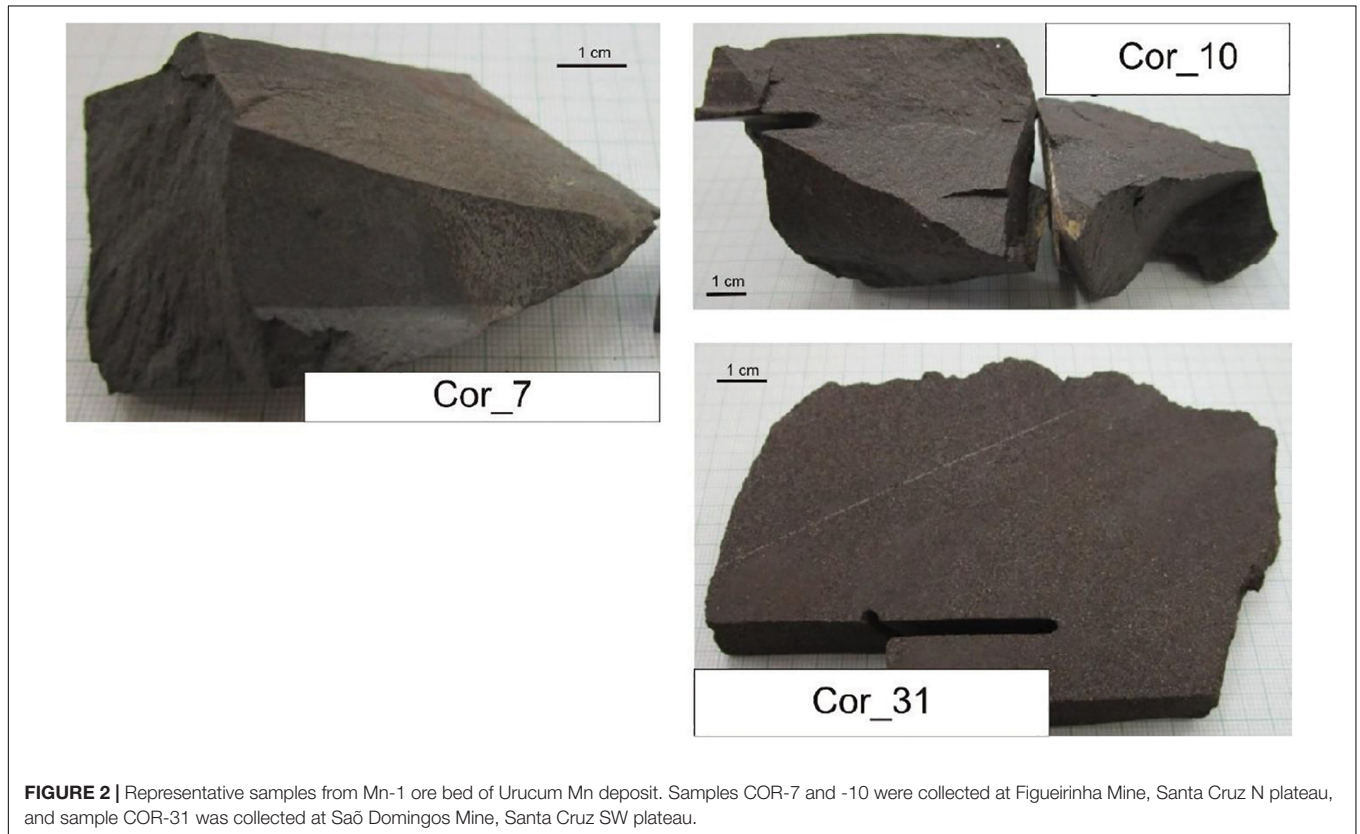 1 cm
Cor_7
Cor_10
1 cm
1 cm
Cor_31
FIGURE 2 | Representative samples from Mn-1 ore bed of Urucum Mn deposit. Samples COR-7 and -10 were collected at Figueirinha Mine, Santa Cruz N plateau,
and sample COR-31 was collected at Saõ Domingos Mine, Santa Cruz SW plateau.